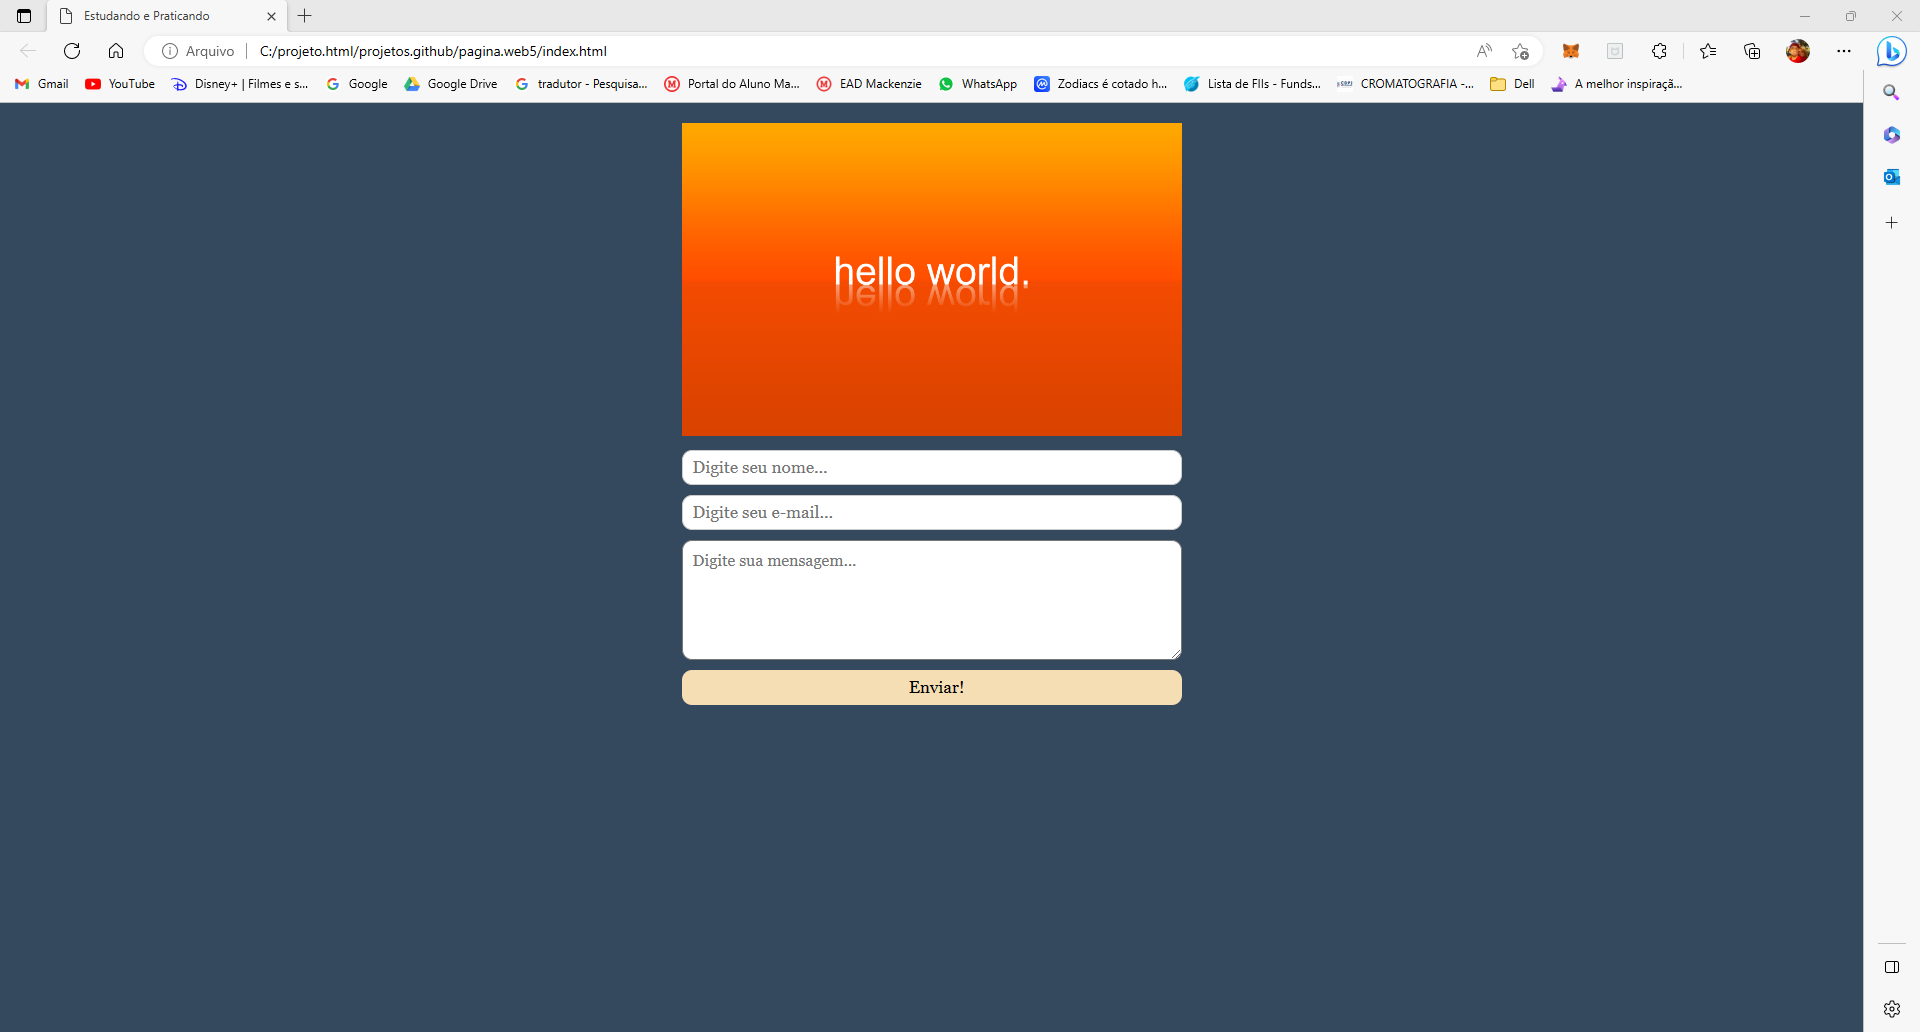 Estudando e Praticando
Arquivo C:/projeto.html/projetos.github/pagina.web5/index.html
Gmail YouTube Disney+ | Filmes e s... Google Google Drive tradutor - Pesquisa... Portal do Aluno Ma... EAD Mackenzie WhatsApp Zodiacs é cotado h... Lista de FIIs - Funds... CROMATOGRAFIA -... Dell A melhor inspiraçã...
hello world.
Digite seu nome...
Digite seu e-mail...
Digite sua mensagem...
Enviar!